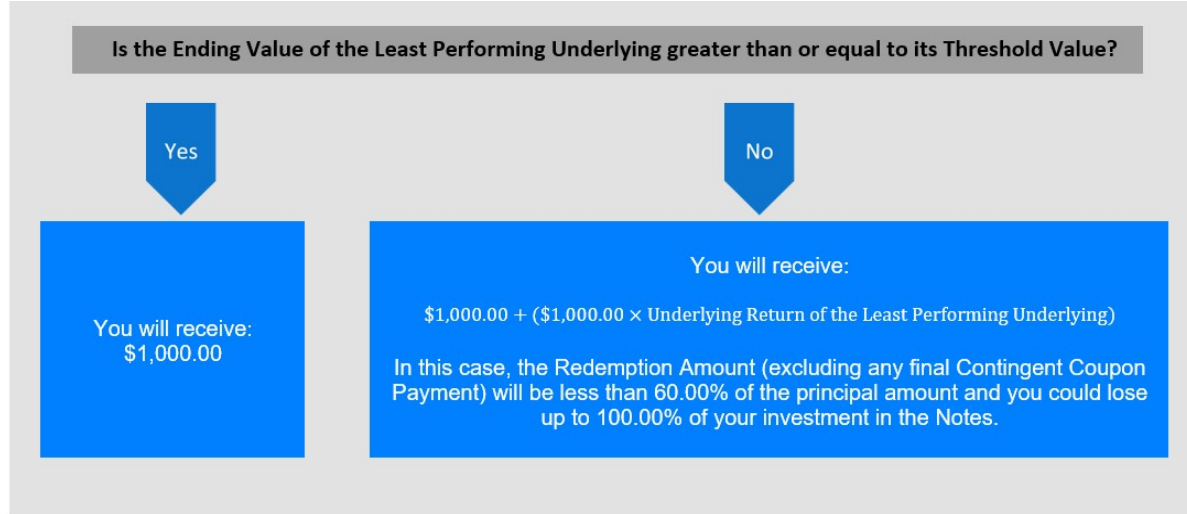 Is the Ending Value of the Least Performing Underlying greater than or equal to its Threshold Value?
Yes
No
You will receive:
$1,000.00
You will receive:
$1,000.00 + ($1,000.00 × Underlying Return of the Least Performing Underlying)
In this case, the Redemption Amount (excluding any final Contingent Coupon
Payment) will be less than 60.00% of the principal amount and you could lose
up to 100.00% of your investment in the Notes.